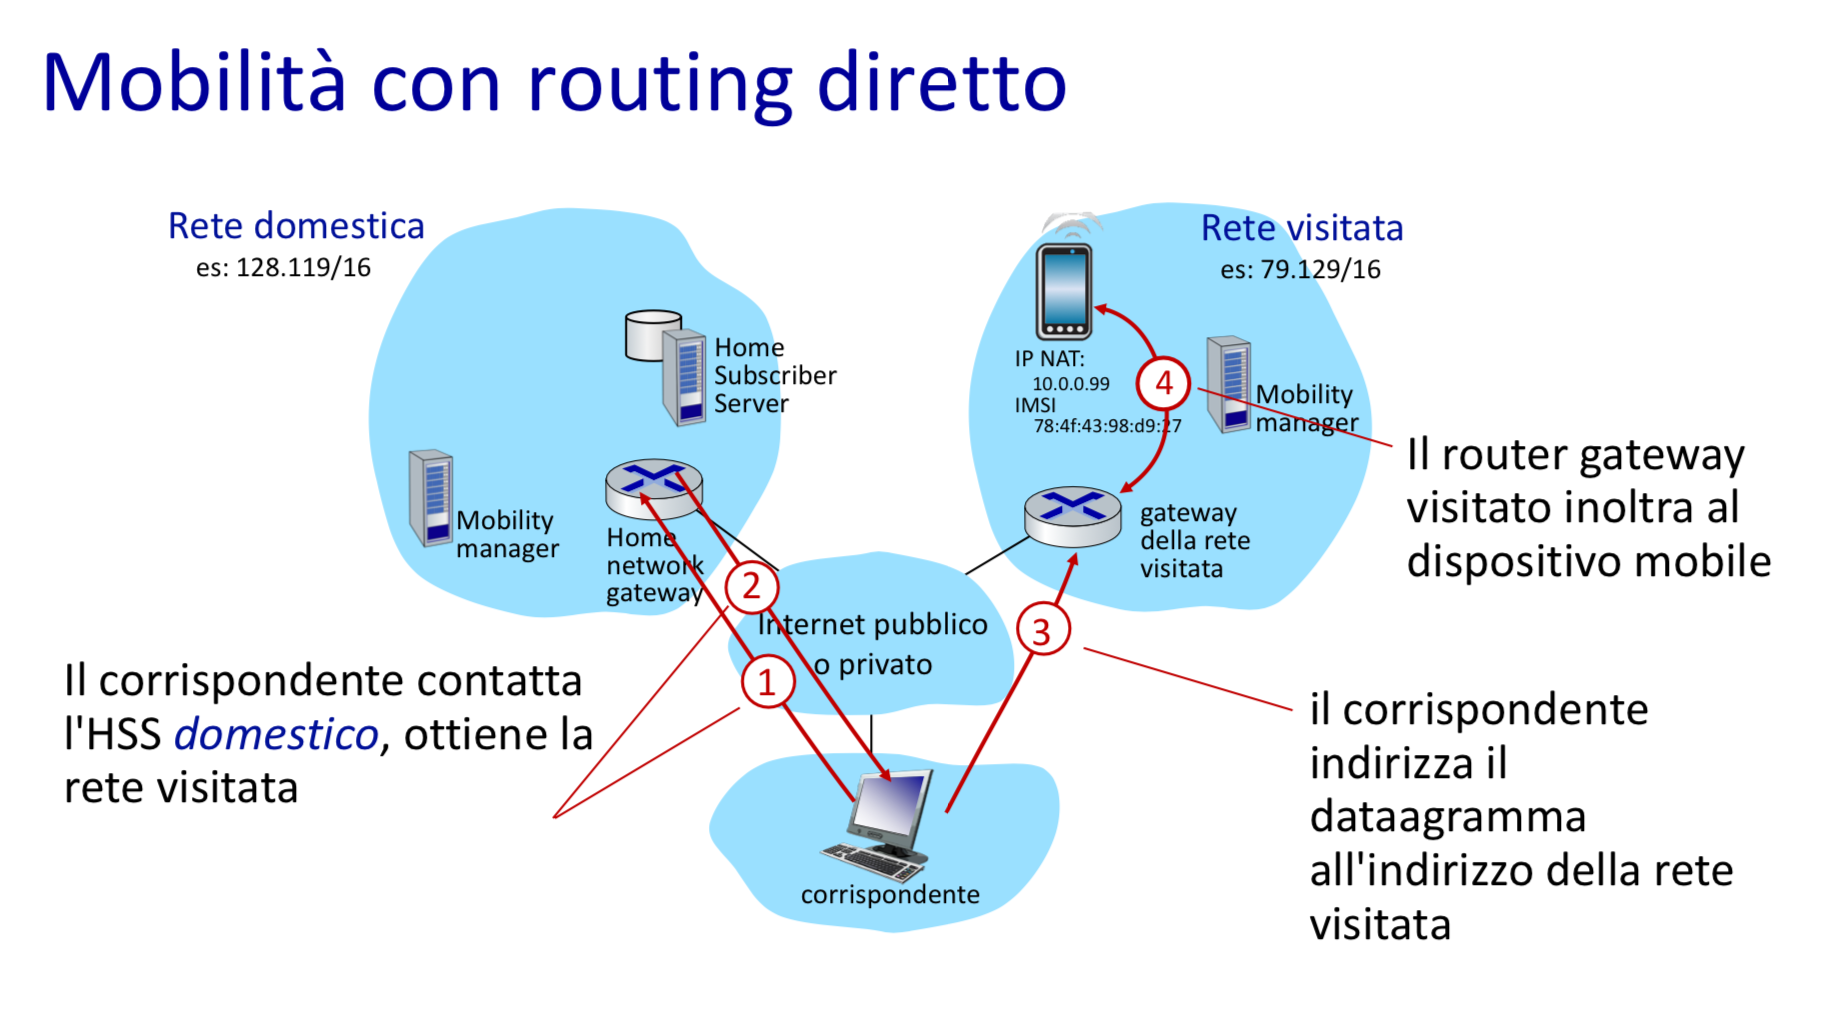 Mobilità con routing diretto
Rete domestica
es: 128.119/16
Rete visitata
es: 79.129/16
Home
Subscriber
Server
IP NAT:
10.0.0.99
IMSI
78:4f:43:98:d9:27
4
Mobility
manager
Mobility
manager
Home
network
gateway
gateway
della rete
visitata
Il router gateway
visitato inoltra al
dispositivo mobile
2
Internet pubblico
o privato
3
1
Il corrispondente contatta
l'HSS domestico, ottiene la
rete visitata
il corrispondente
indirizza il
dataagramma
all'indirizzo della rete
visitata
corrispondente